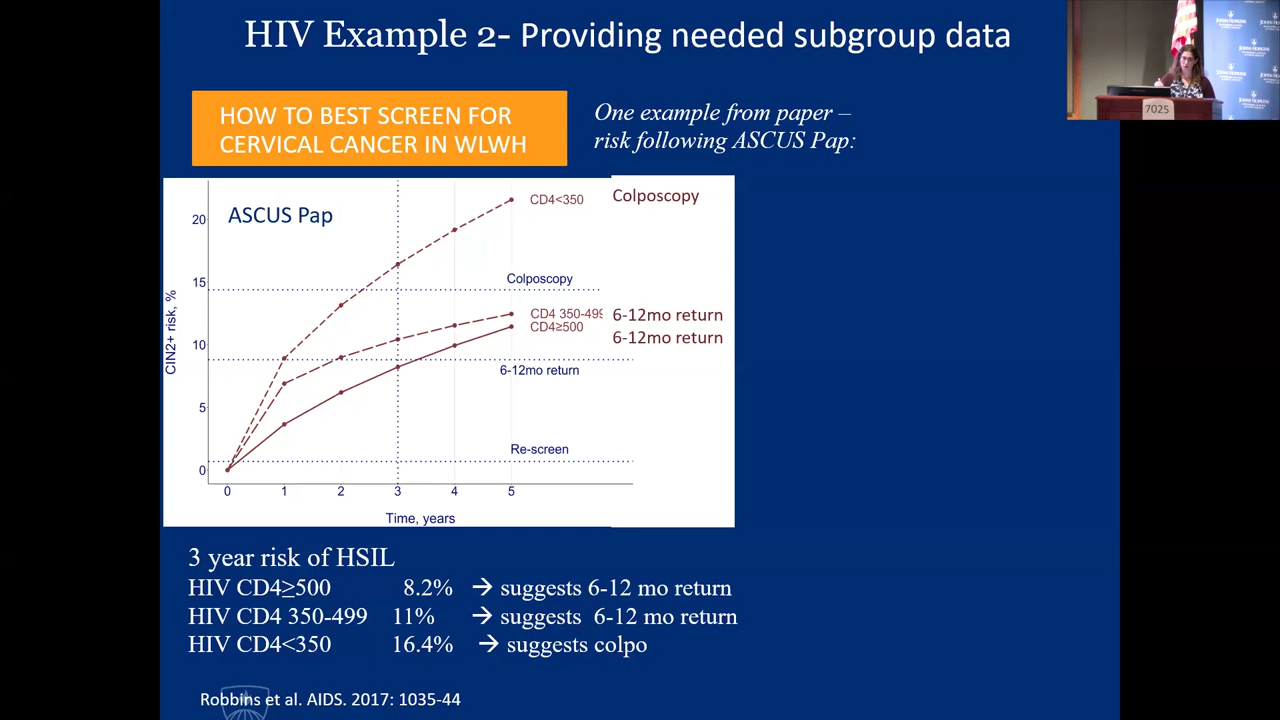 HIV Example 2- Providing needed subgroup data
HOW TO BEST SCREEN FOR
CERVICAL CANCER IN WLWH
One example from paper –
risk following ASCUS Pap:
7025
ASCUS Pap
CD4<350
Colposcopy
Colposcopy
CD4 350-499
6-12mo return
CD4≥500
6-12mo return
6-12mo return
Re-screen
CIN2+ risk, %
20
15
10
5
0
0 1 2 3 4 5
Time, years
3 year risk of HSIL
HIV CD4≥500 8.2% → suggests 6-12 mo return
HIV CD4 350-499 11% → suggests 6-12 mo return
HIV CD4<350 16.4% → suggests colpo
Robbins et al. AIDS. 2017: 1035-44